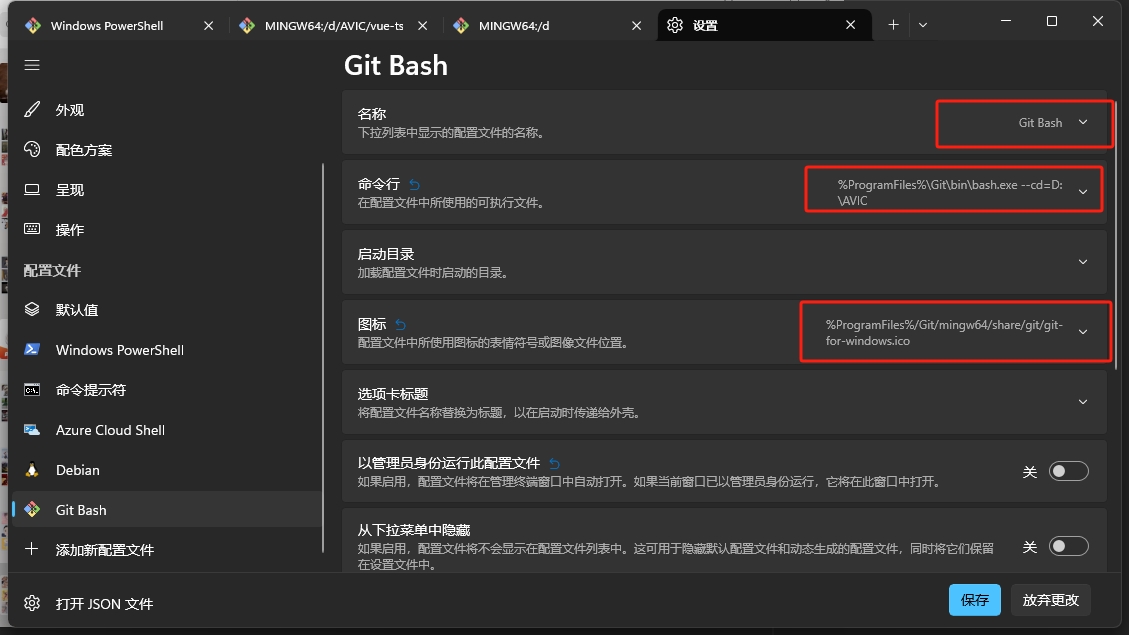 Windows PowerShell
MINGW64:/d/AVIC/vue-ts
MINGW64:/d
设置
外观
配色方案
呈现
操作
配置文件
默认值
Windows PowerShell
命令提示符
Azure Cloud Shell
Debian
Git Bash
添加新配置文件
打开 JSON 文件
Git Bash
名称
下拉列表中显示的配置文件的名称。
Git Bash
命令行
在配置文件中所使用的可执行文件。
%ProgramFiles%\Git\bin\bash.exe --cd=D:
\AVIC
启动目录
加载配置文件时启动的目录。
图标
配置文件中所使用图标的表情符号或图像文件位置。
%ProgramFiles%/Git/mingw64/share/git/git-
for-windows.ico
选项卡标题
将配置文件名称替换为标题，以在启动时传递给外壳。
以管理员身份运行此配置文件
如果启用，配置文件将在管理终端窗口中自动打开。如果当前窗口已以管理员身份运行，它将在此窗口中打开。
关
从下拉菜单中隐藏
如果启用，配置文件将不会显示在配置文件列表中。这可用于隐藏默认配置文件和动态生成的配置文件，同时将它们保留
在设置文件中。
关
保存
放弃更改